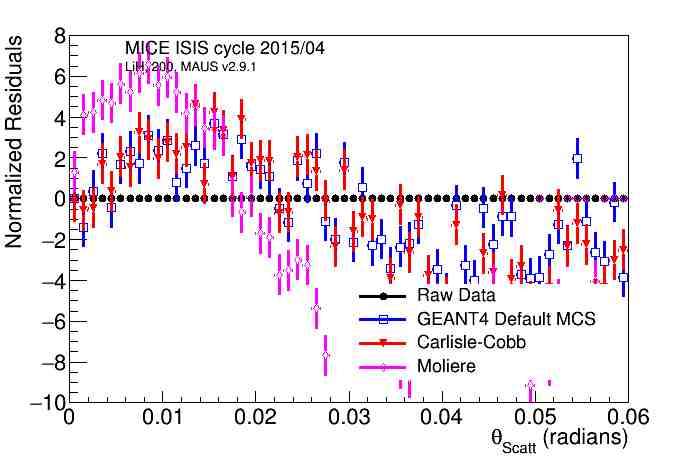 MICE ISIS cycle 2015/04
LiH, 200, MAUS v2.9.1
Normalized Residuals
8
6
4
2
0
−2
−4
−6
−8
−10
Raw Data
GEANT4 Default MCS
Carlisle-Cobb
Moliere
0 0.01 0.02 0.03 0.04 0.05 0.06
θScatt (radians)